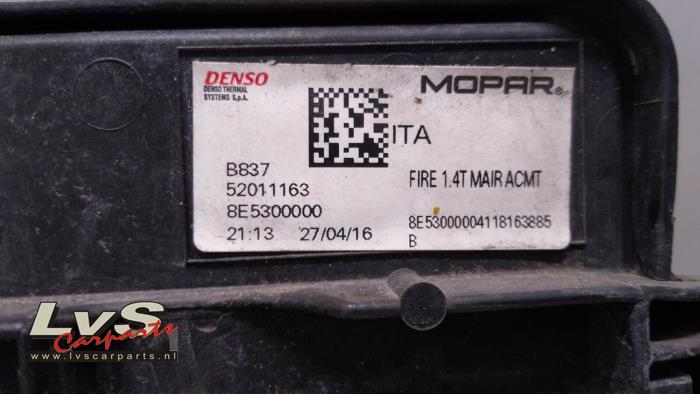 DENSO
DENSO THERMAL
SYSTEMS S.p.A.
MOPAR®
ITA
B837
52011163
8E5300000
21:13 27/04/16
FIRE 1.4T MAIR ACMT
8E53000004118163885
B
LvS
Carparts
www.lvscarparts.nl